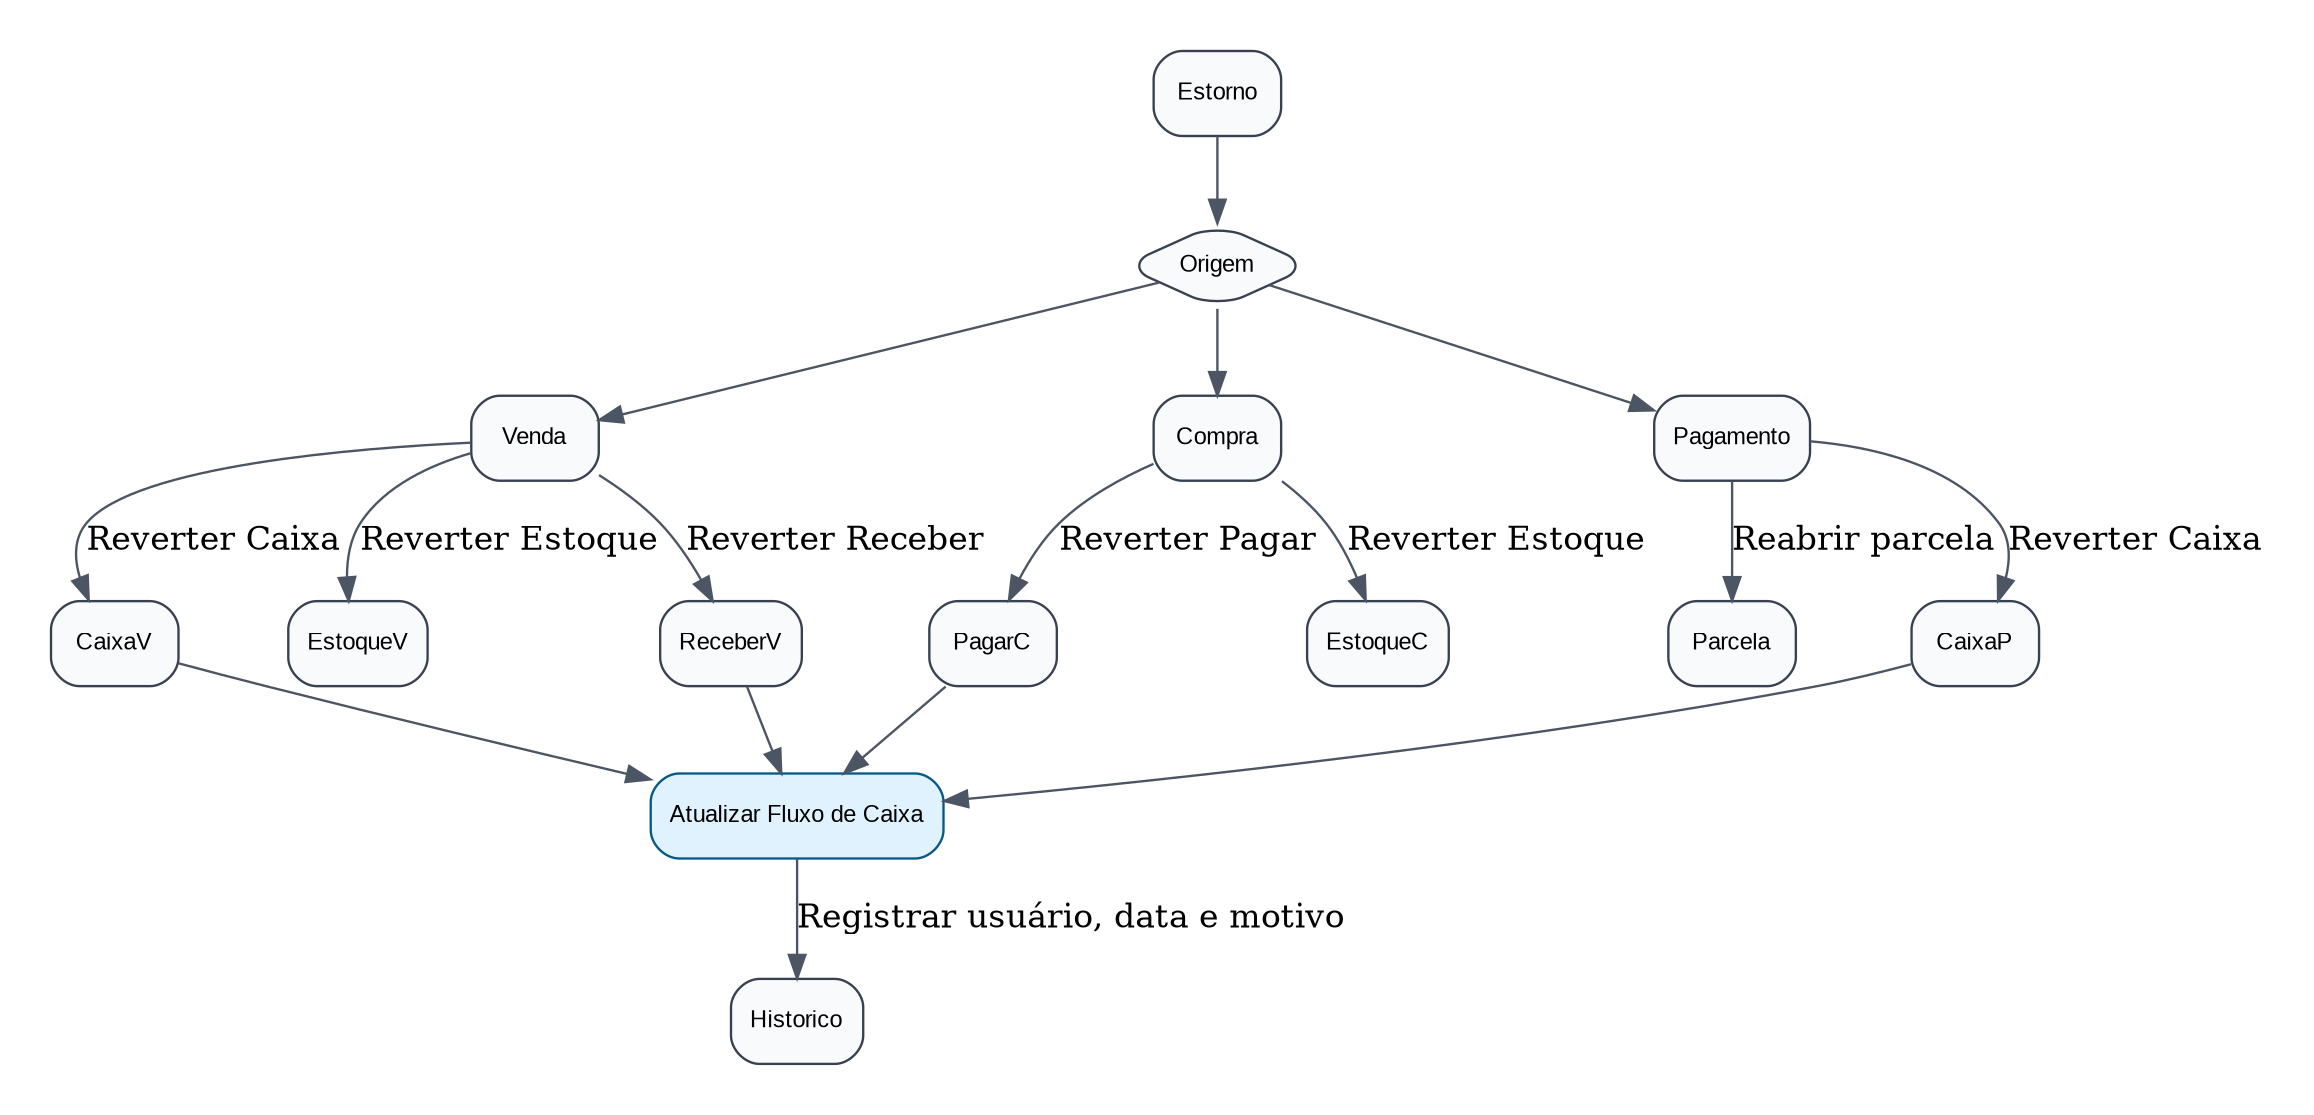 Estorno
Origem
Venda
Compra
Pagamento
Reverter Caixa
Reverter Estoque
Reverter Receber
Reverter Pagar
Reverter Estoque
Reabrir parcela
Reverter Caixa
CaixaV
EstoqueV
ReceberV
PagarC
EstoqueC
Parcela
CaixaP
Atualizar Fluxo de Caixa
Registrar usuário, data e motivo
Historico